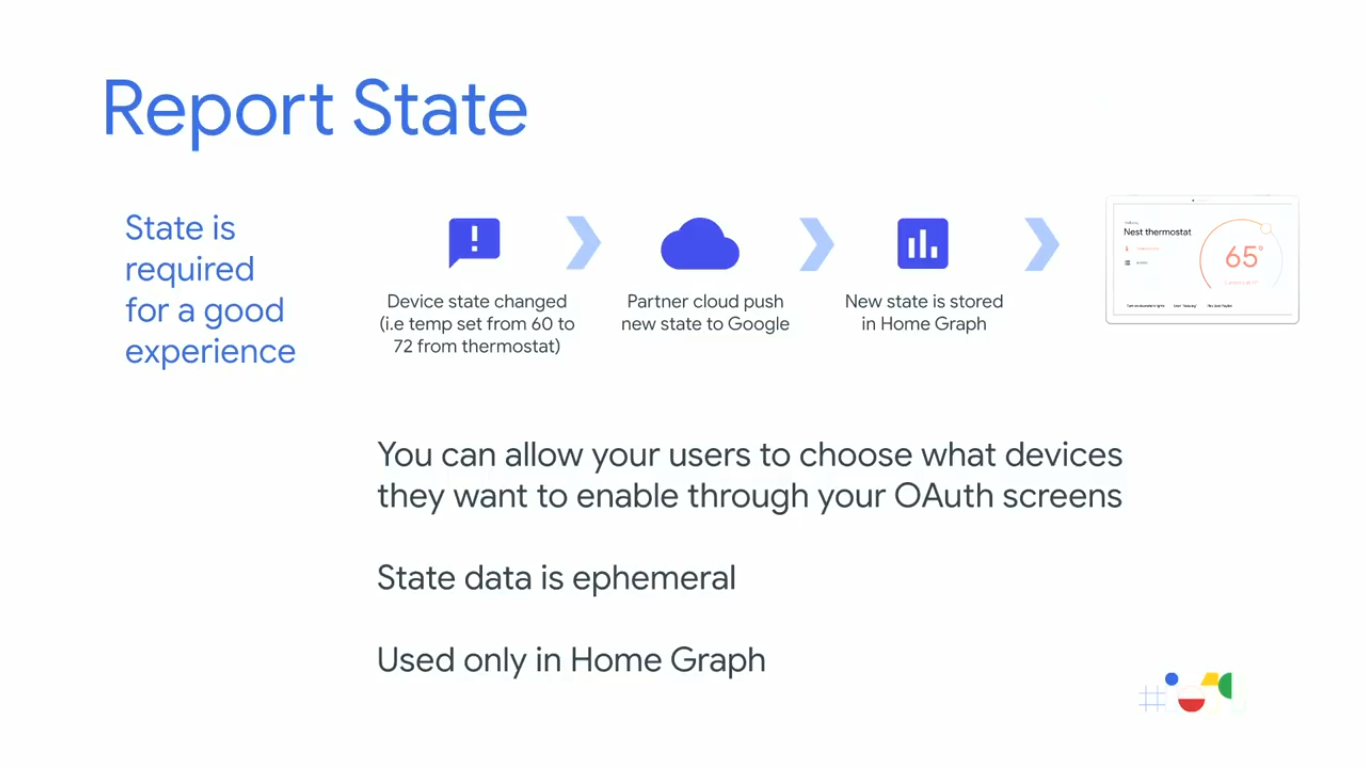 Report State
State is
required
for a good
experience
Device state changed
(i.e temp set from 60 to
72 from thermostat)
Partner cloud push
new state to Google
New state is stored
in Home Graph
Nest thermostat
65°
You can allow your users to choose what devices
they want to enable through your OAuth screens
State data is ephemeral
Used only in Home Graph